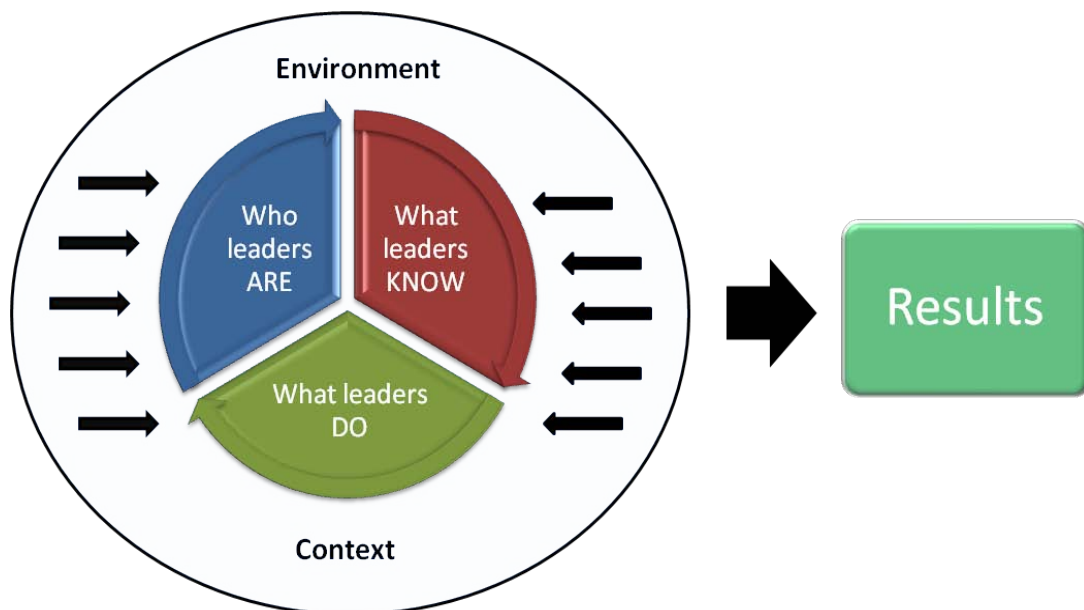 Environment
Who
leaders
ARE
What
leaders
KNOW
What leaders
DO
Context
Results